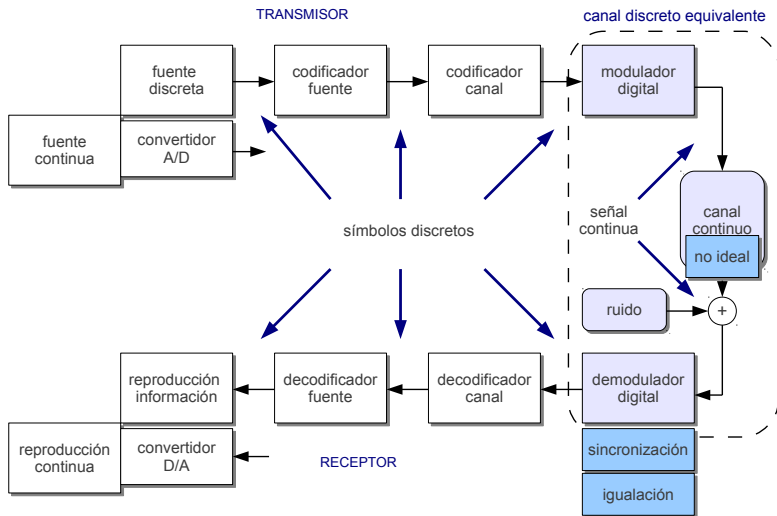 TRANSMISOR
canal discreto equivalente
fuente
discreta
codificador
fuente
codificador
canal
modulador
digital
fuente
continua
convertidor
A/D
símbolos discretos
señal
continua
canal
continuo
no ideal
ruido
+
reproducción
información
decodificador
fuente
decodificador
canal
demodulador
digital
reproducción
continua
convertidor
D/A
RECEPTOR
sincronización
igualación